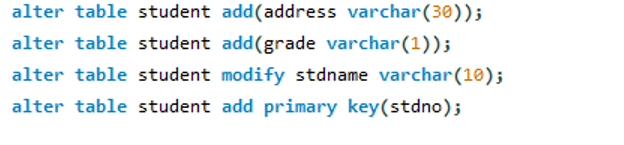 alter table student add(address varchar(30));
alter table student add(grade varchar(1));
alter table student modify stdname varchar(10);
alter table student add primary key(stdno);